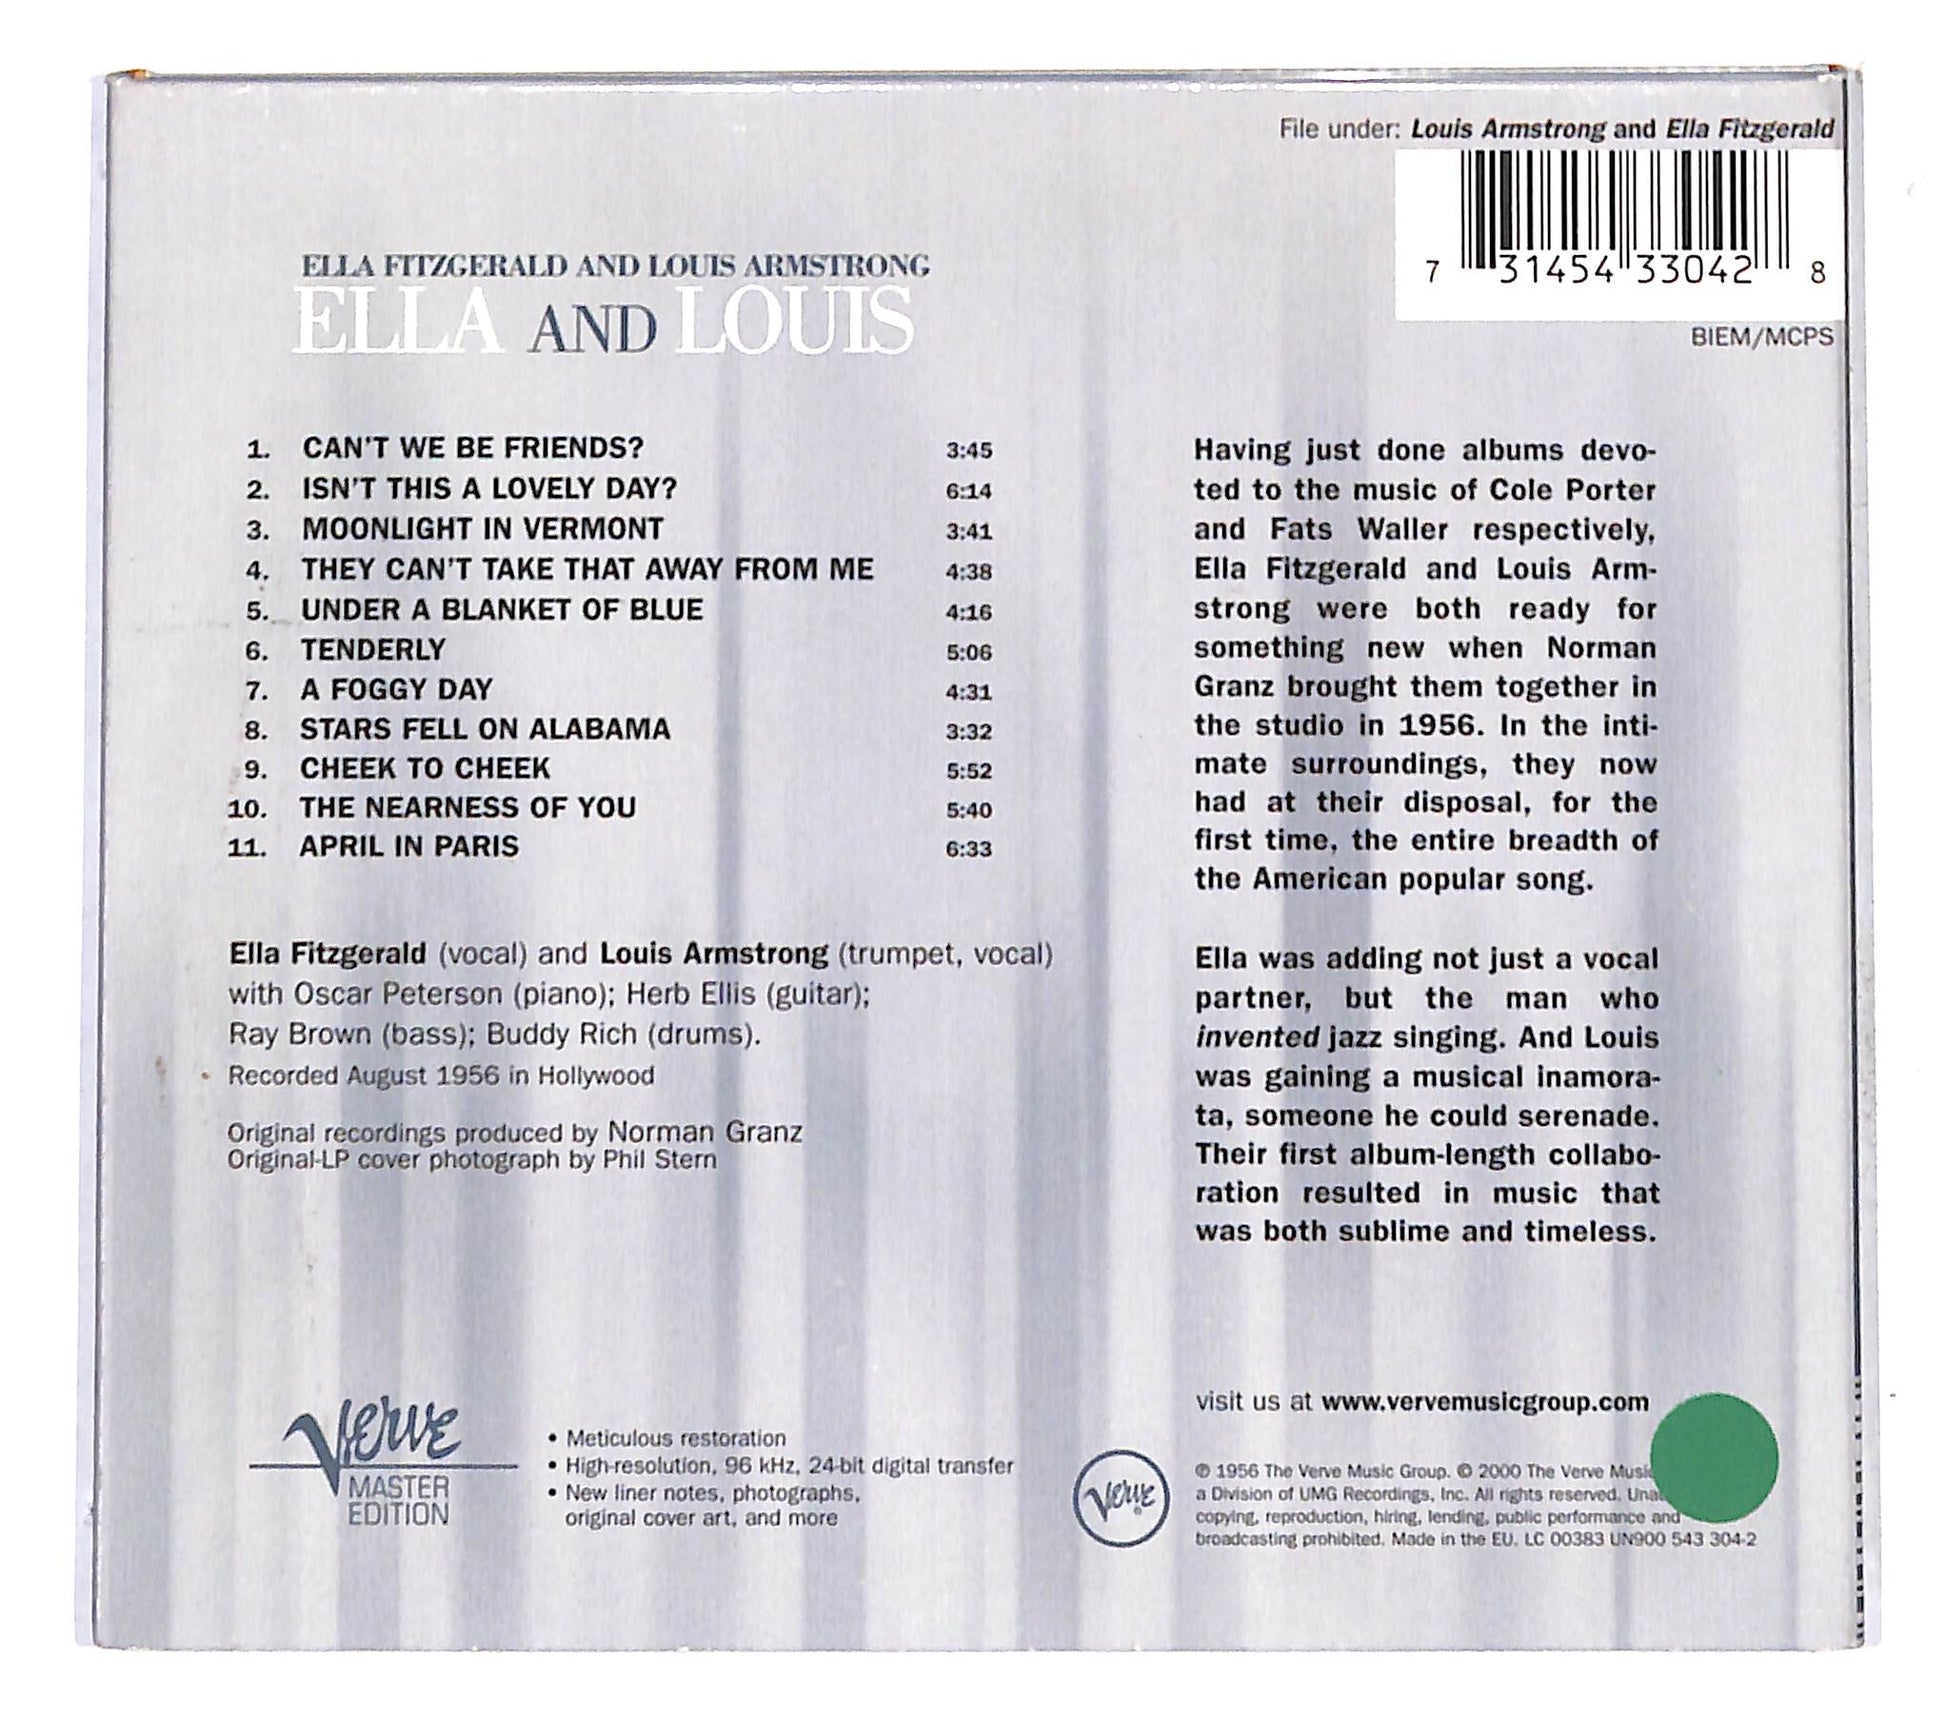 File under: Louis Armstrong and Ella Fitzgerald
7 31454 33042 8
BIEM/MCPS
ELLA FITZGERALD AND LOUIS ARMSTRONG
ELLA AND LOUIS
1. CAN'T WE BE FRIENDS? 3:45
2. ISN'T THIS A LOVELY DAY? 6:14
3. MOONLIGHT IN VERMONT 3:41
4. THEY CAN'T TAKE THAT AWAY FROM ME 4:38
5. UNDER A BLANKET OF BLUE 4:16
6. TENDERLY 5:06
7. A FOGGY DAY 4:31
8. STARS FELL ON ALABAMA 3:32
9. CHEEK TO CHEEK 5:52
10. THE NEARNESS OF YOU 5:40
11. APRIL IN PARIS 6:33
Ella Fitzgerald (vocal) and Louis Armstrong (trumpet, vocal)
with Oscar Peterson (piano); Herb Ellis (guitar);
Ray Brown (bass); Buddy Rich (drums).
Recorded August 1956 in Hollywood
Original recordings produced by Norman Granz
Original-LP cover photograph by Phil Stern
Having just done albums devo-
ted to the music of Cole Porter
and Fats Waller respectively,
Ella Fitzgerald and Louis Arm-
strong were both ready for
something new when Norman
Granz brought them together in
the studio in 1956. In the inti-
mate surroundings, they now
had at their disposal, for the
first time, the entire breadth of
the American popular song.
Ella was adding not just a vocal
partner, but the man who
invented jazz singing. And Louis
was gaining a musical inamora-
ta, someone he could serenade.
Their first album-length collabo-
ration resulted in music that
was both sublime and timeless.
Verve
MASTER
EDITION
• Meticulous restoration
• High-resolution, 96 kHz, 24-bit digital transfer
• New liner notes, photographs,
original cover art, and more
Verve
visit us at www.vervemusicgroup.com
℗ 1956 The Verve Music Group. © 2000 The Verve Music
a Division of UMG Recordings, Inc. All rights reserved.
copying, reproduction, hiring, lending, public performance and
broadcasting prohibited. Made in the EU. LC 00383 UN900 543 304-2